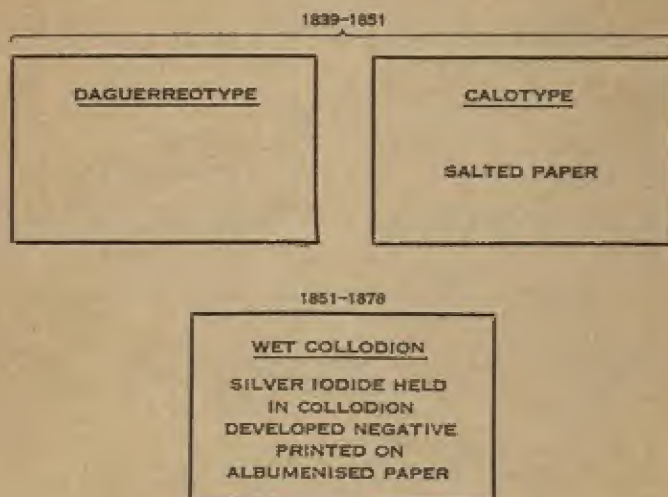 1839-1851
DAGUERREOTYPE
CALOTYPE
SALTED PAPER
1851-1878
WET COLLODION
SILVER IODIDE HELD
IN COLLODION
DEVELOPED NEGATIVE
PRINTED ON
ALBUMENISED PAPER